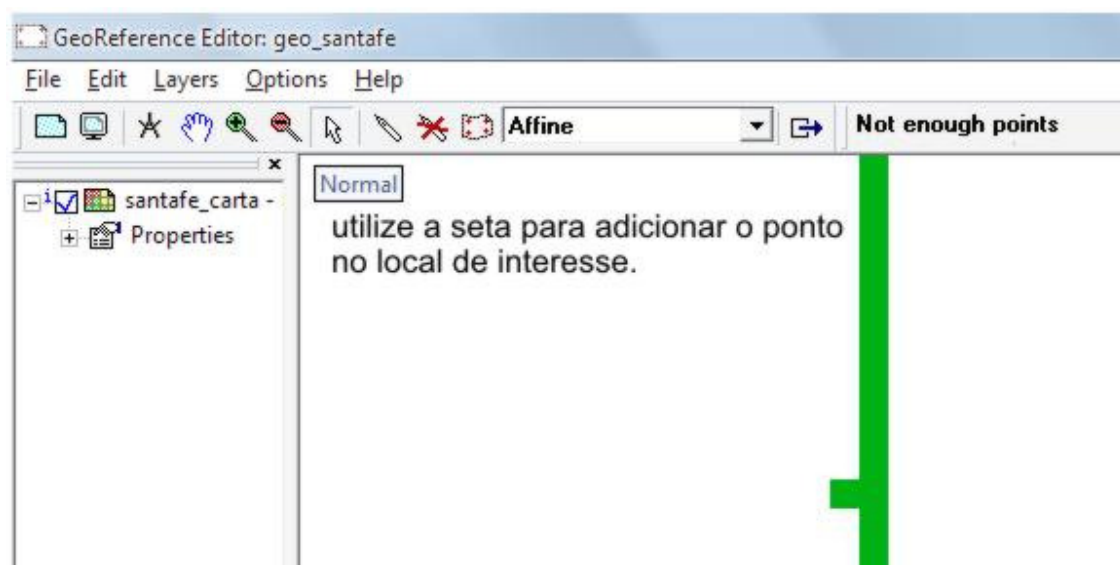 GeoReference Editor: geo_santafe
File Edit Layers Options Help
Affine Not enough points
santafe_carta -
Properties
Normal
utilize a seta para adicionar o ponto
no local de interesse.